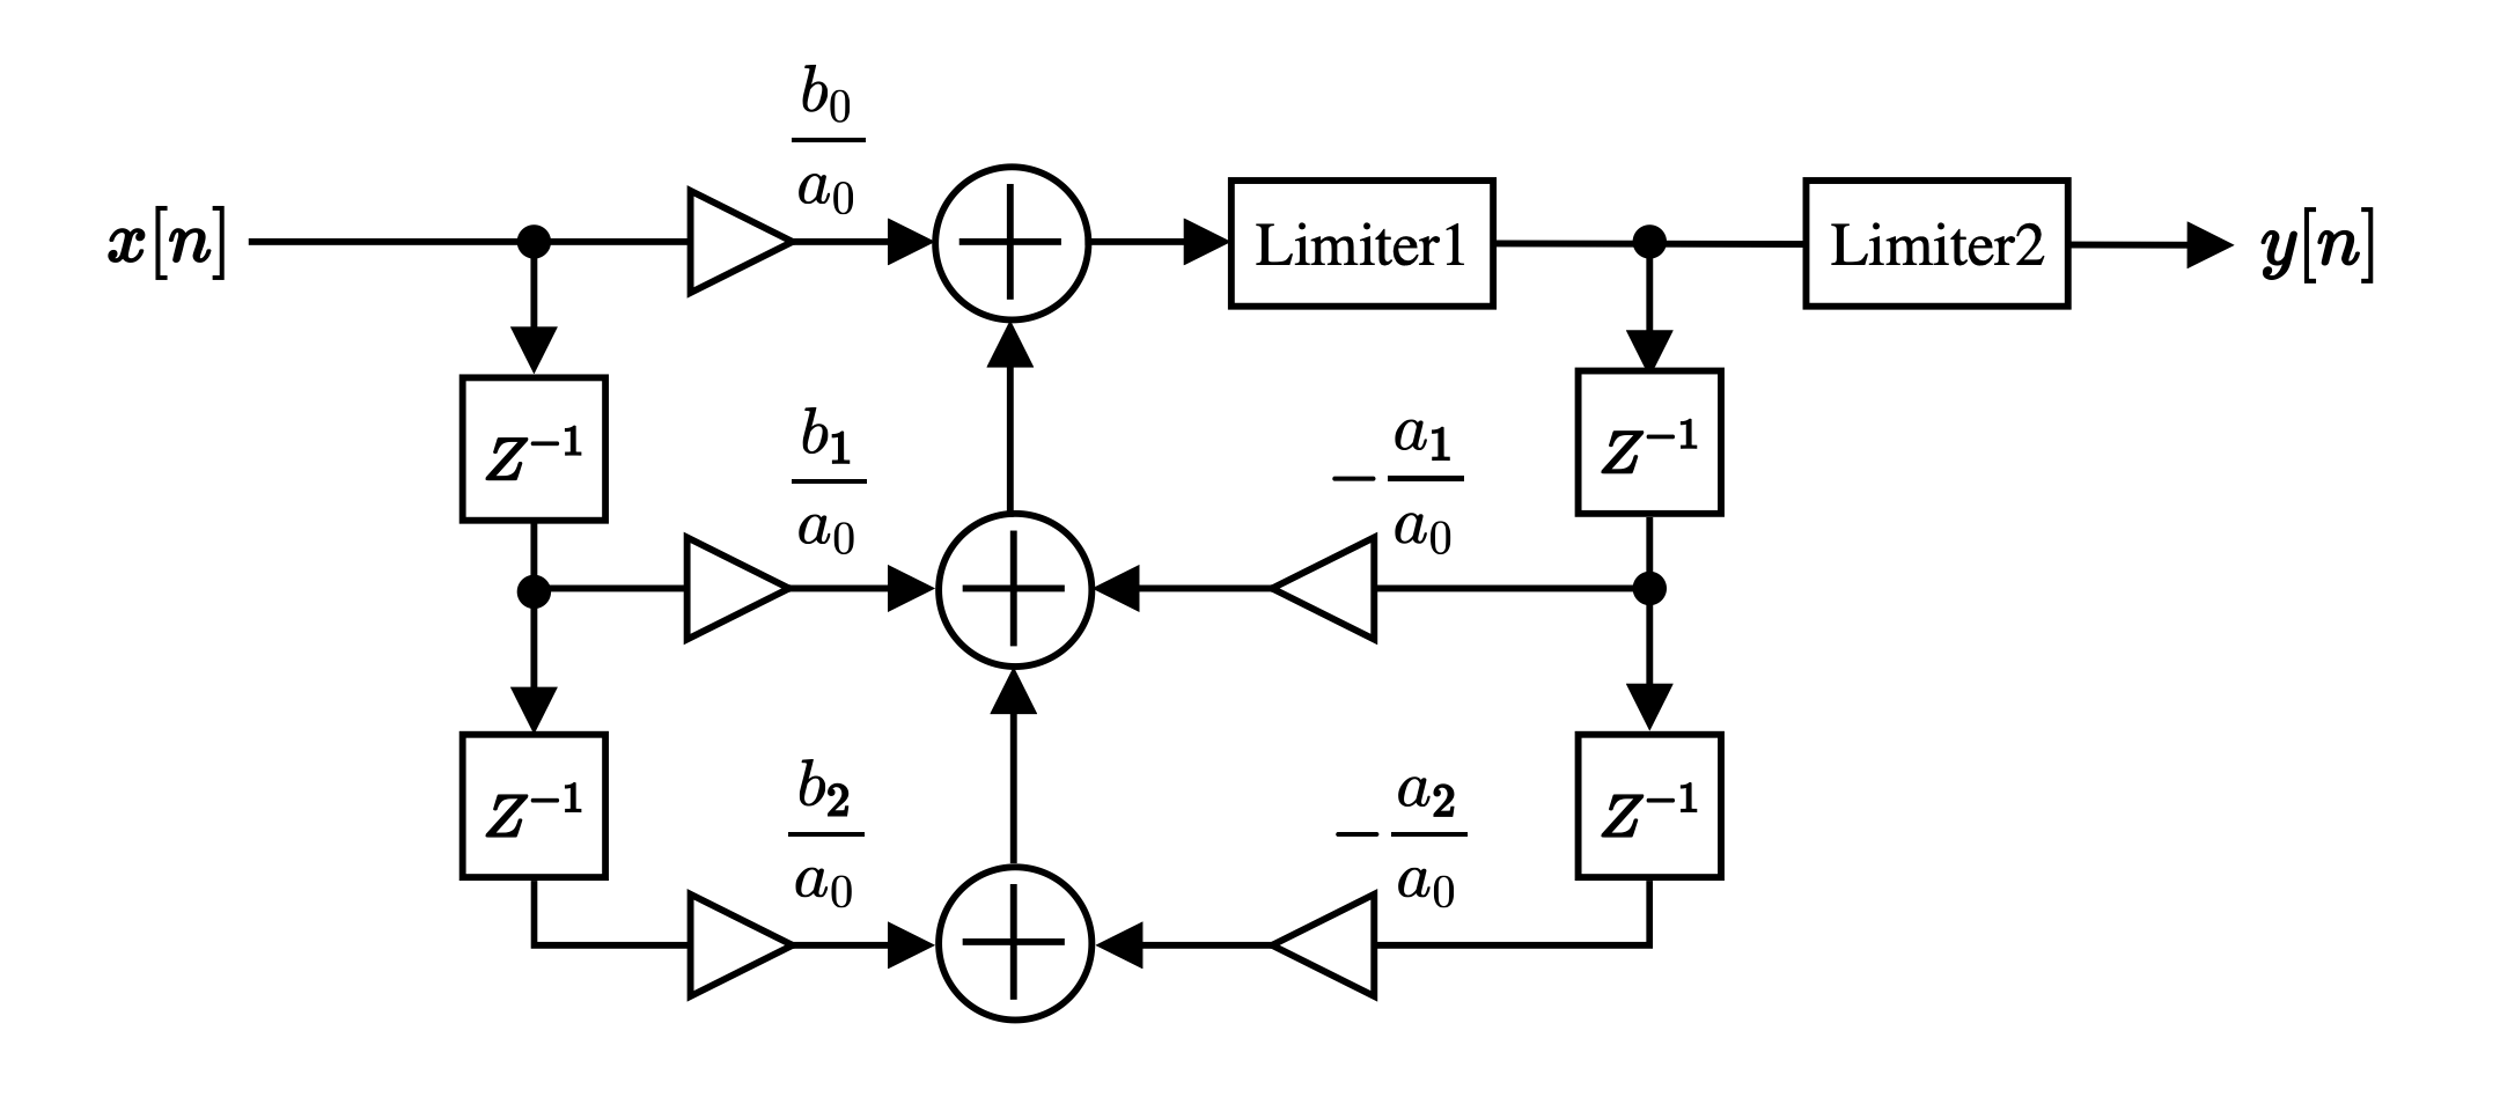 b₀
a₀
x[n]
Limiter1
Limiter2
y[n]
z⁻¹
z⁻¹
b₁
a₀
−a₁
a₀
z⁻¹
z⁻¹
b₂
a₀
−a₂
a₀